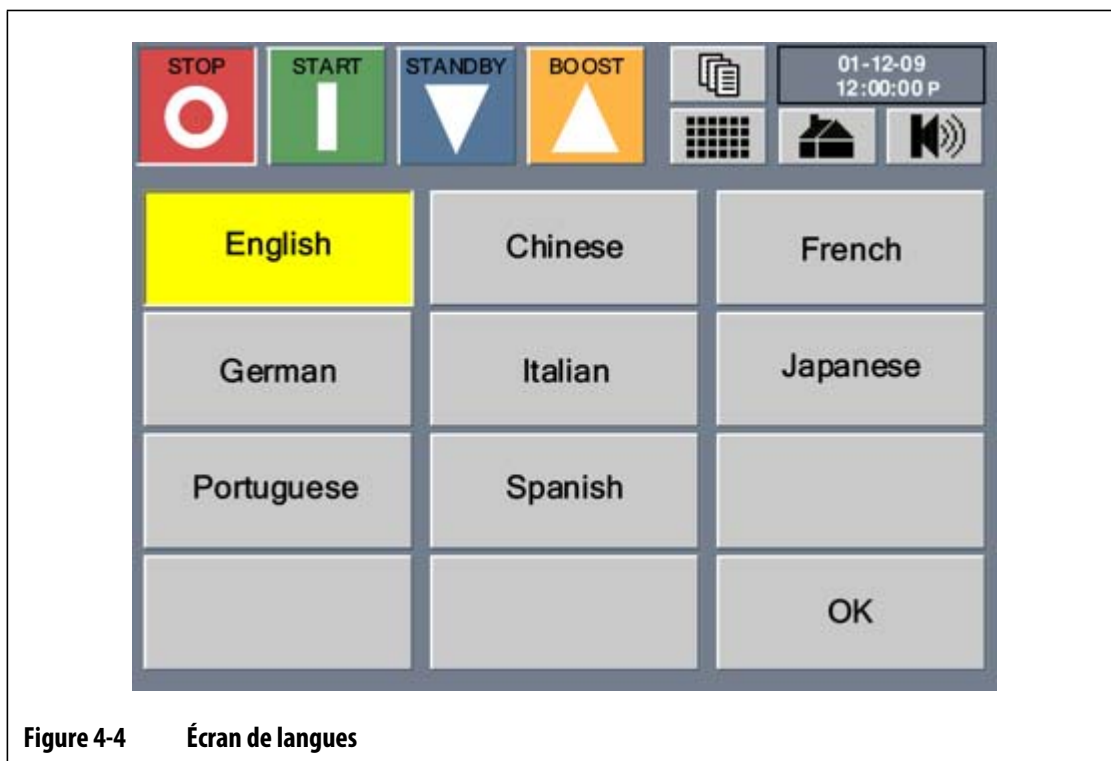 STOP START STANDBY BOOST
01-12-09
12:00:00 P
English Chinese French
German Italian Japanese
Portuguese Spanish
OK
Figure 4-4 Écran de langues